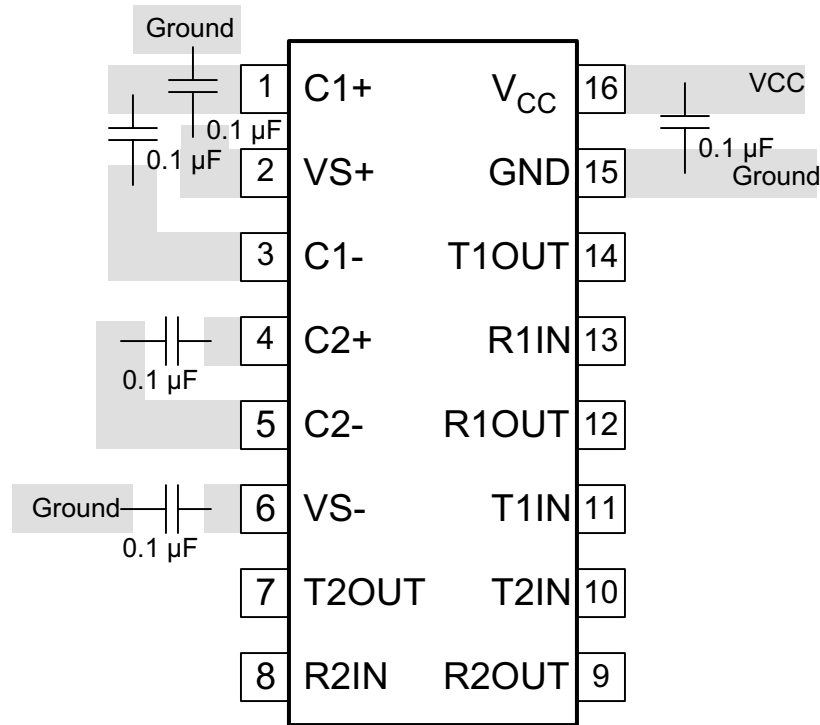 Ground
1 C1+ VCC 16 VCC
0.1 µF
0.1 µF
0.1 µF
2 VS+ GND 15 Ground
3 C1- T1OUT 14
4 C2+ R1IN 13
0.1 µF
5 C2- R1OUT 12
Ground 6 VS- T1IN 11
0.1 µF
7 T2OUT T2IN 10
8 R2IN R2OUT 9